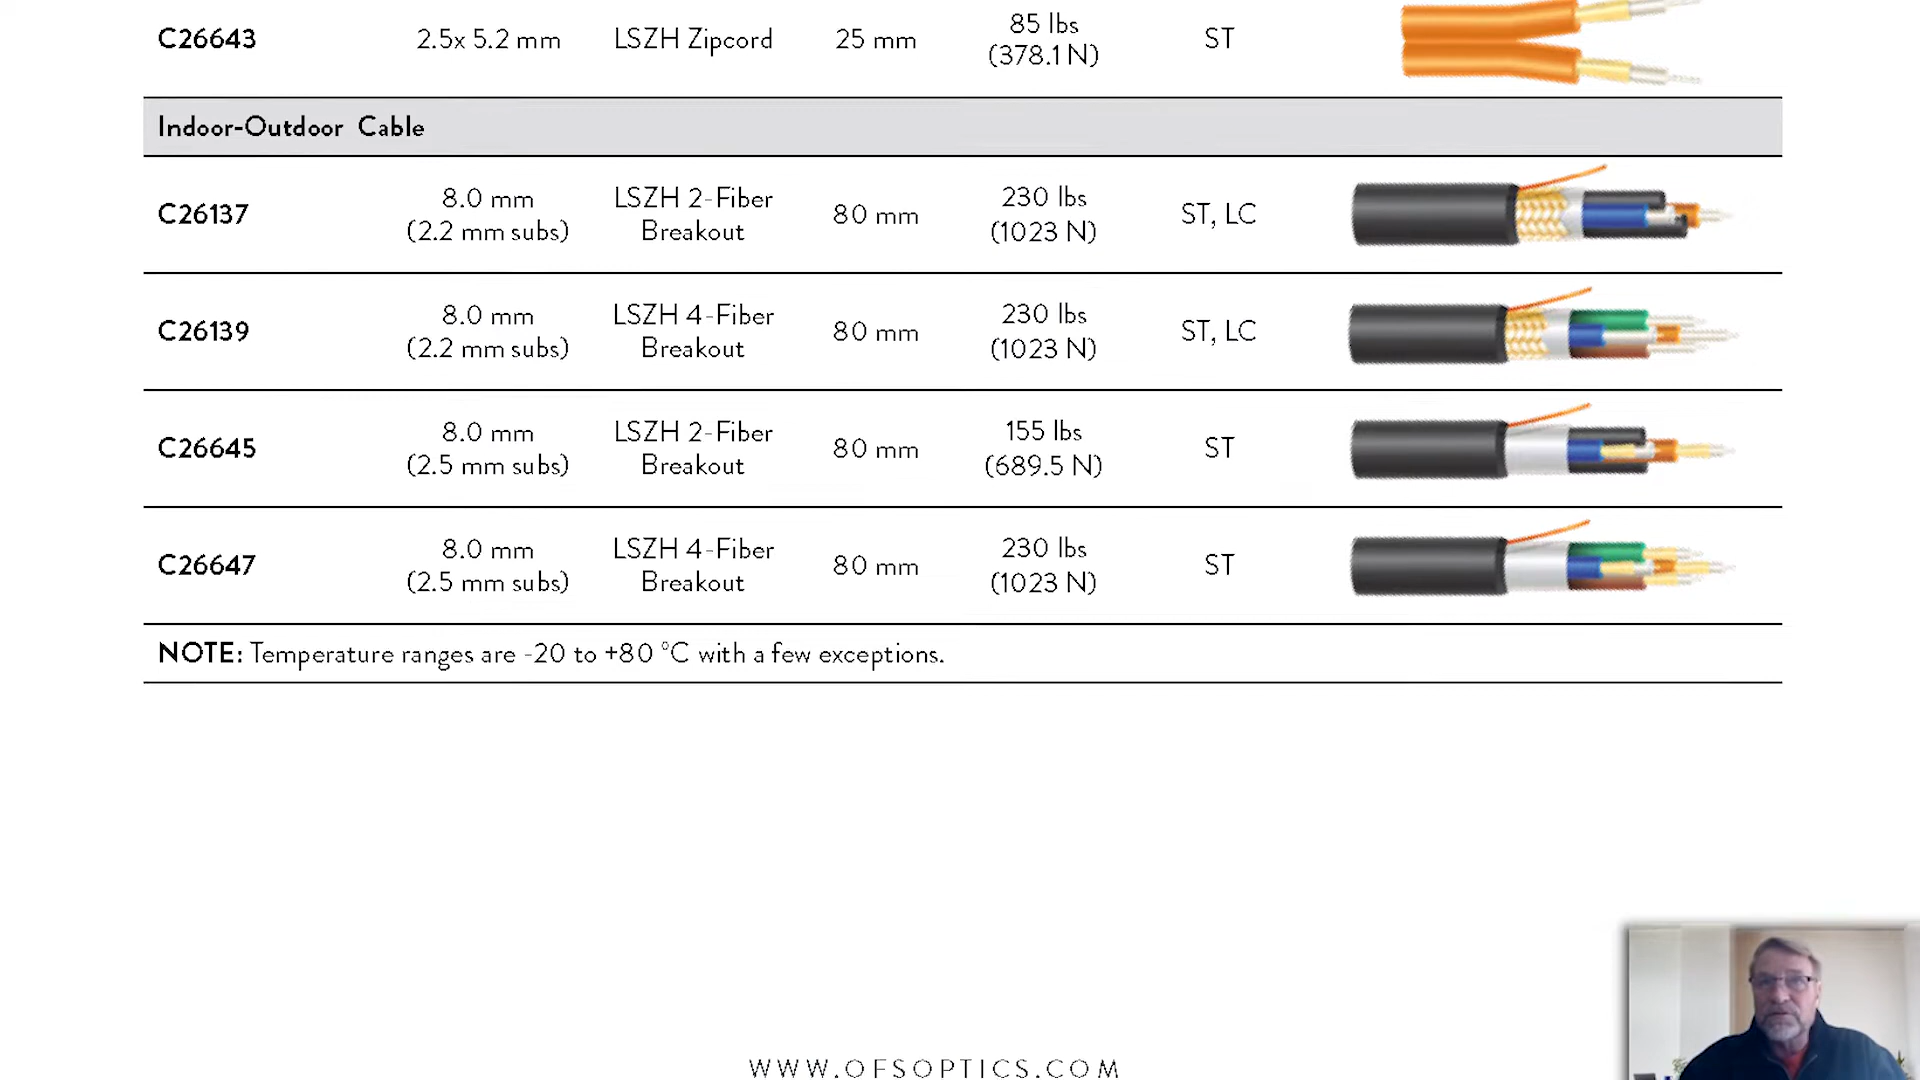 C26643 2.5x 5.2 mm LSZH Zipcord 25 mm 85 lbs (378.1 N) ST
Indoor-Outdoor Cable
C26137 8.0 mm (2.2 mm subs) LSZH 2-Fiber Breakout 80 mm 230 lbs (1023 N) ST, LC
C26139 8.0 mm (2.2 mm subs) LSZH 4-Fiber Breakout 80 mm 230 lbs (1023 N) ST, LC
C26645 8.0 mm (2.5 mm subs) LSZH 2-Fiber Breakout 80 mm 155 lbs (689.5 N) ST
C26647 8.0 mm (2.5 mm subs) LSZH 4-Fiber Breakout 80 mm 230 lbs (1023 N) ST
NOTE: Temperature ranges are -20 to +80 °C with a few exceptions.
WWW.OFSOPTICS.COM